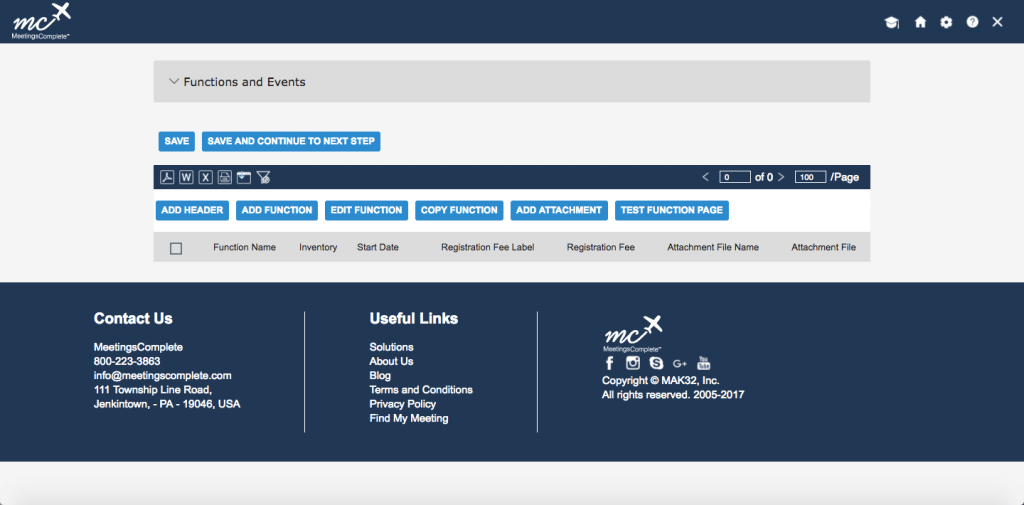 mc
MeetingsComplete™
Functions and Events
SAVE SAVE AND CONTINUE TO NEXT STEP
W X 0 of 0 100 /Page
ADD HEADER ADD FUNCTION EDIT FUNCTION COPY FUNCTION ADD ATTACHMENT TEST FUNCTION PAGE
Function Name Inventory Start Date Registration Fee Label Registration Fee Attachment File Name Attachment File
Contact Us
MeetingsComplete
800-223-3863
info@meetingscomplete.com
111 Township Line Road,
Jenkintown, - PA - 19046, USA
Useful Links
Solutions
About Us
Blog
Terms and Conditions
Privacy Policy
Find My Meeting
mc
MeetingsComplete™
f S G+ You Tube
Copyright © MAK32, Inc.
All rights reserved. 2005-2017